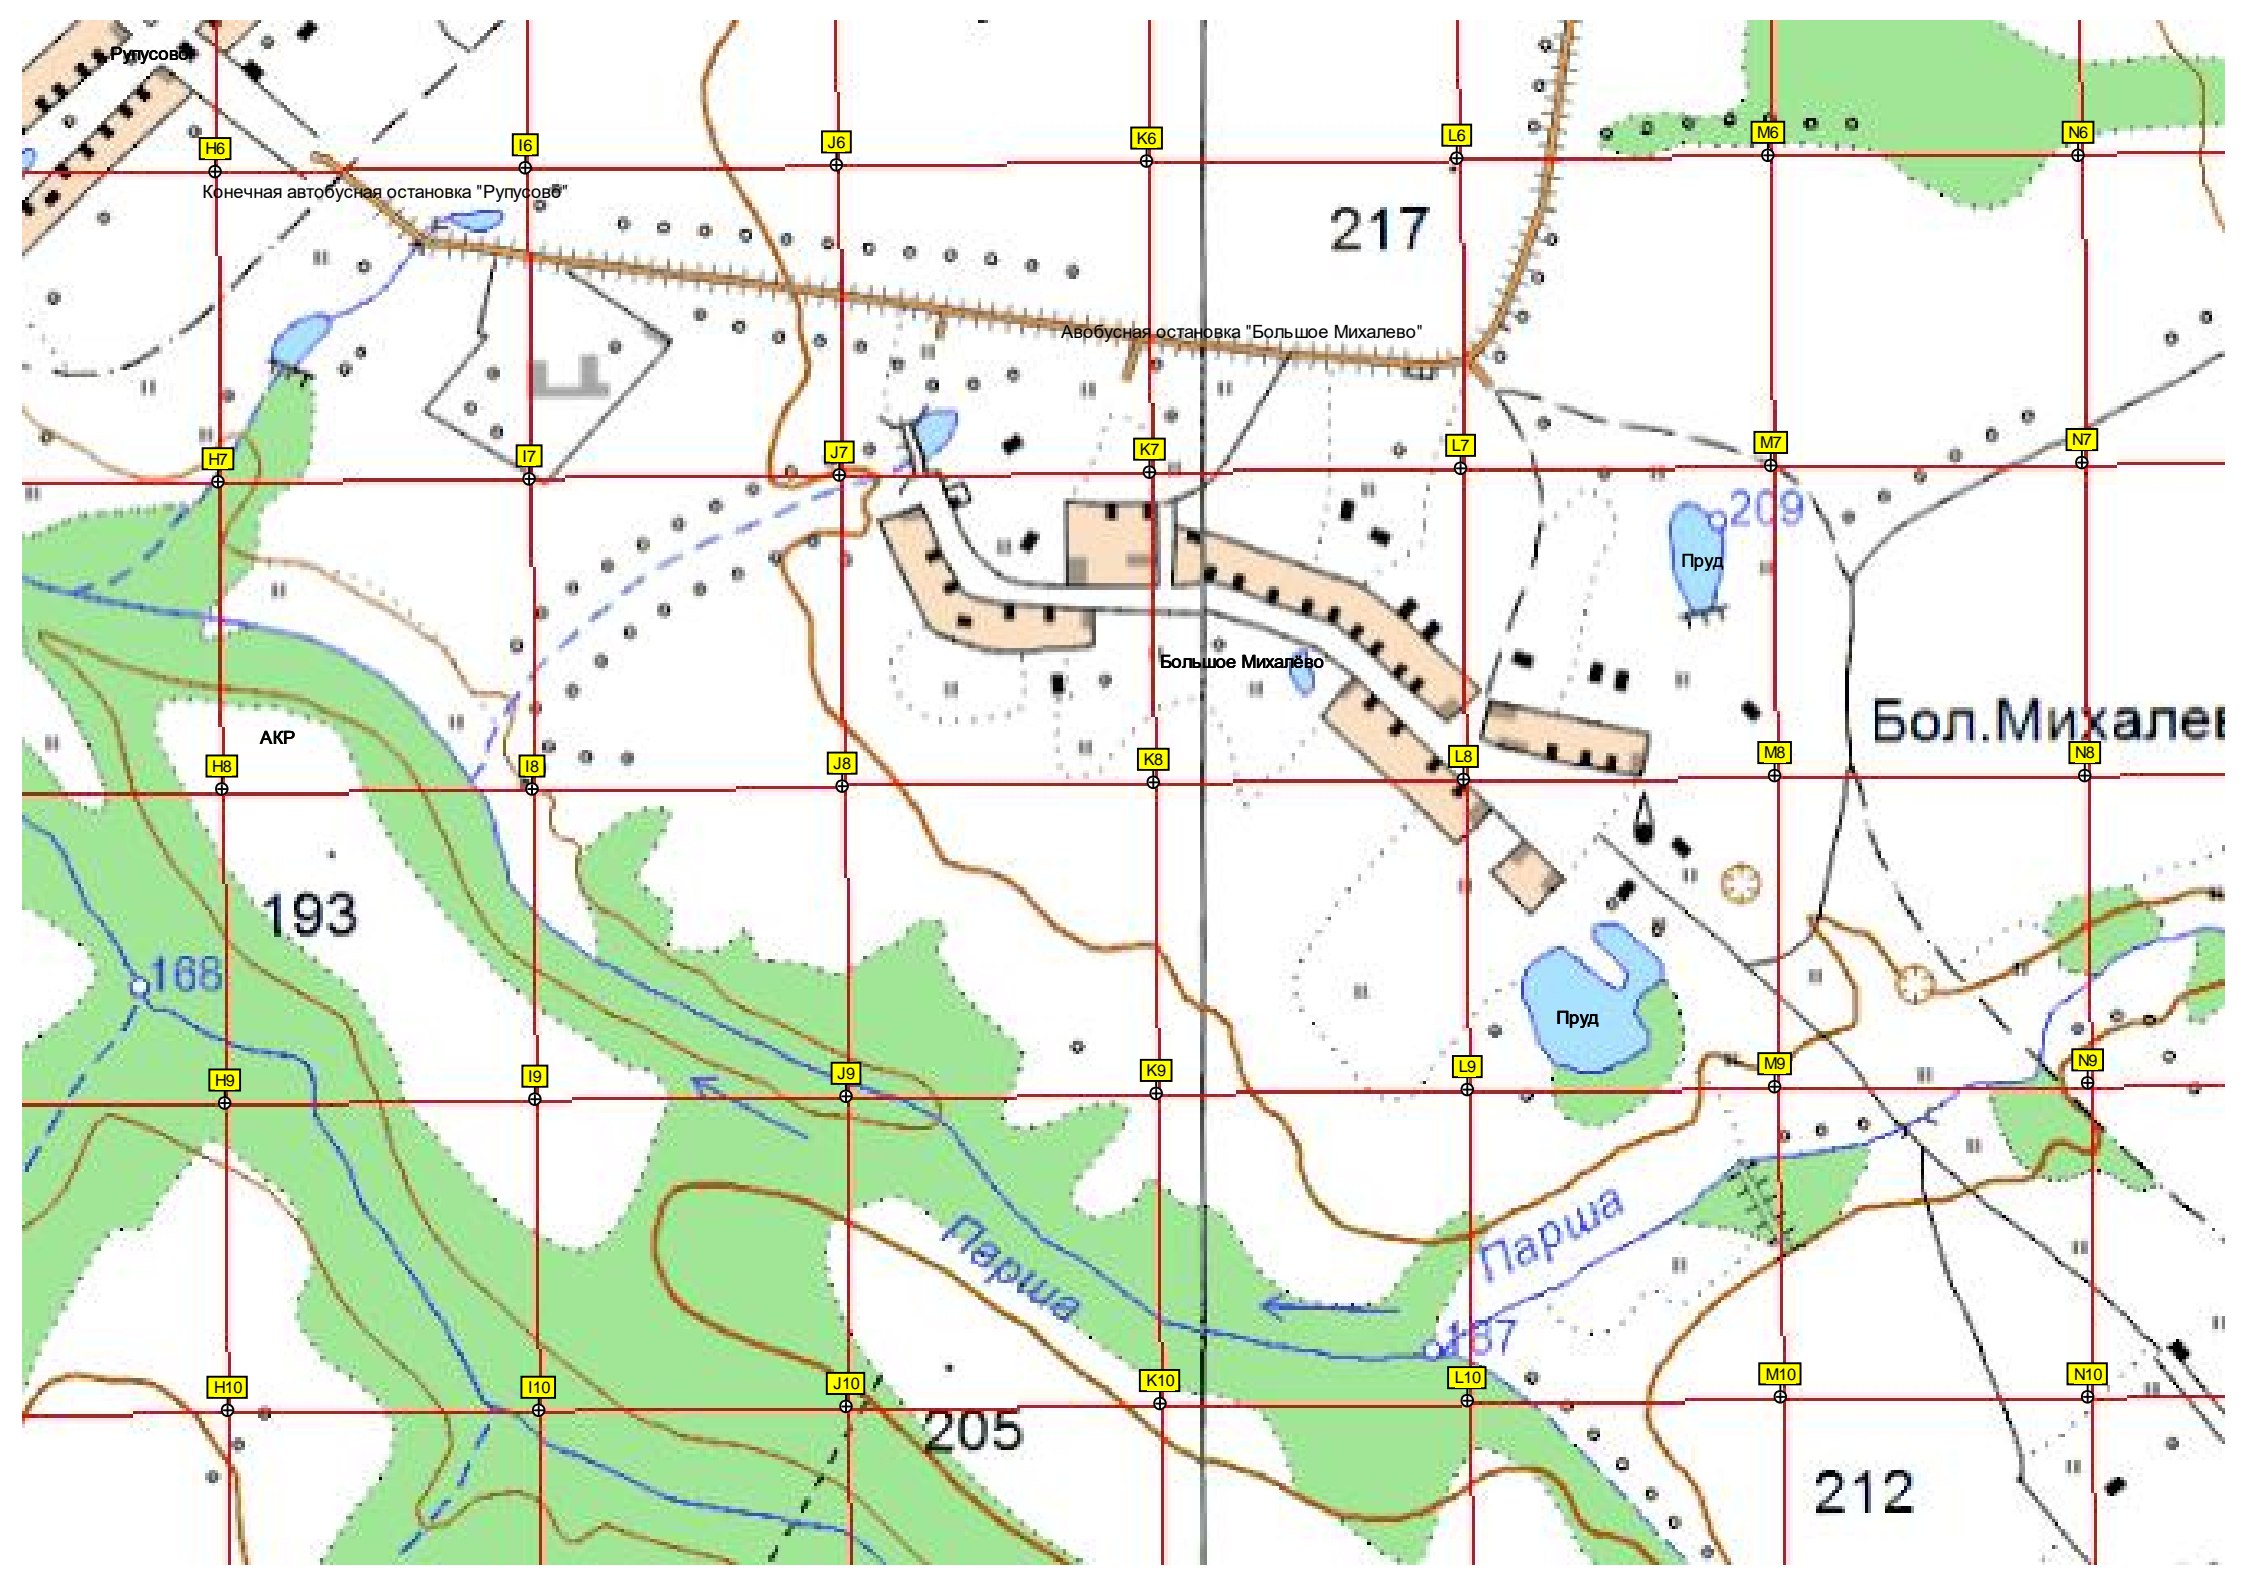 Рупусово
H6
I6
J6
K6
L6
M6
N6
Конечная автобусная остановка "Рупусово"
217
Авобусная остановка "Большое Михалево"
H7
I7
J7
K7
L7
M7
N7
209
Пруд
Большое Михалёво
Бол.Михалев
АКР
H8
I8
J8
K8
L8
M8
N8
193
168
Пруд
H9
I9
J9
K9
L9
M9
N9
Парша
Парша
187
H10
I10
J10
K10
L10
M10
N10
205
212